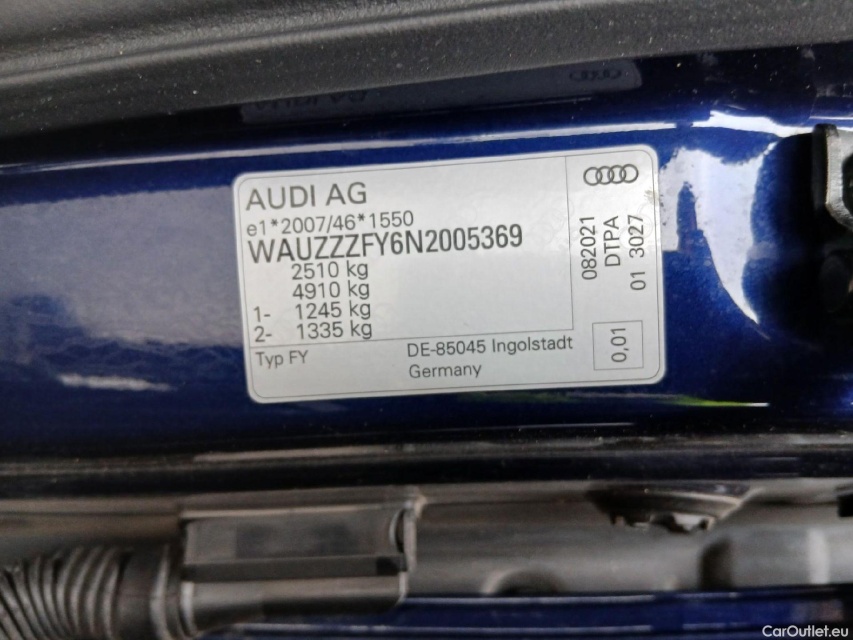 AUDI AG
e1*2007/46*1550
WAUZZZFY6N2005369
2510 kg
4910 kg
1- 1245 kg
2- 1335 kg
Typ FY
DE-85045 Ingolstadt
Germany
082021
DTPA
01 3027
0,01
CarOutlet.eu